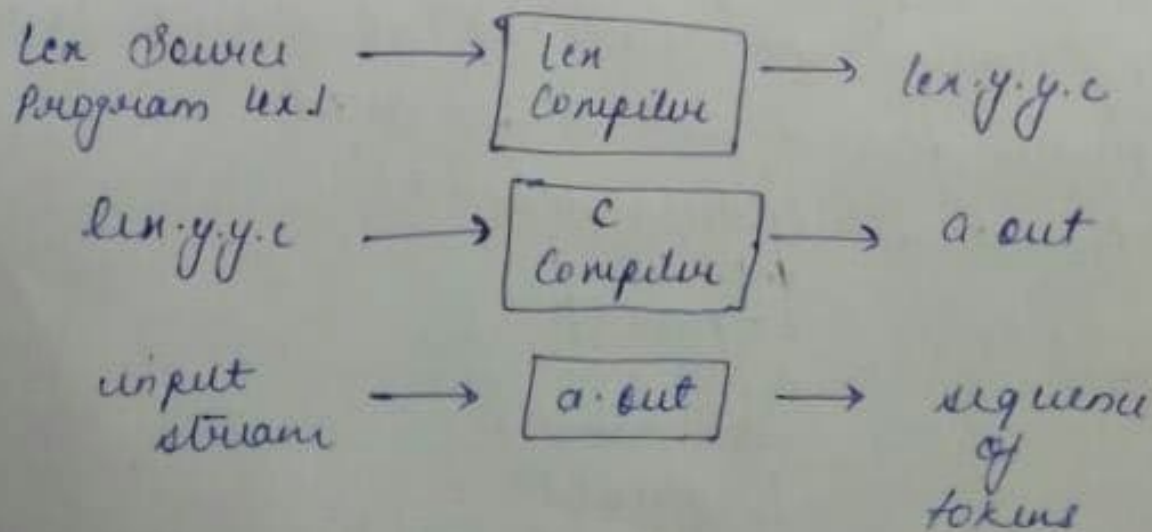 Lex Source
Program lex.l
Lex
Compiler
lex.y.y.c
lex.y.y.c
C
Compiler
a.out
input
stream
a.out
sequence
of
tokens